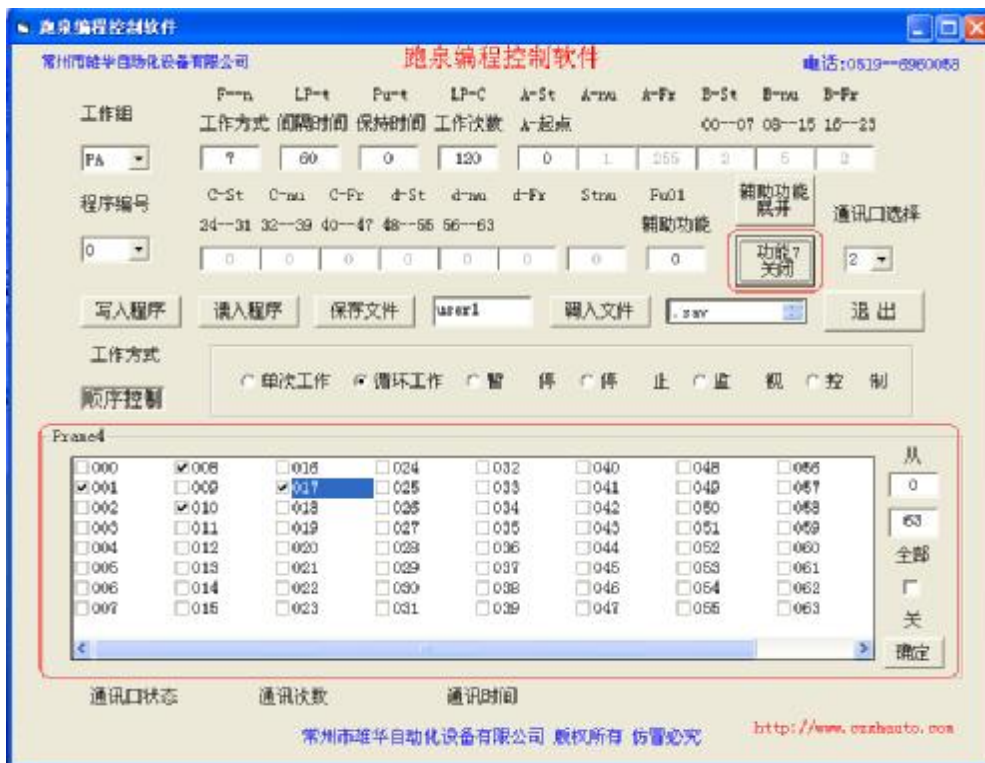 跑泉编程控制软件
常州市雄华自动化设备有限公司 跑泉编程控制软件 电话:0519--6960058
工作组 F--n LP-t Pu-t LP-C A-St A-nu A-Fr B-St B-nu B-Fr
工作方式 间隔时间 保持时间 工作次数 A-起点 00--07 08--15 16--23
PA 7 60 0 120 0 1 255 2 5 2
程序编号 C-St C-nu C-Fr d-St d-nu d-Fr Stnu Fu01 辅助功能展开 通讯口选择
24--31 32--39 40--47 48--55 56--63 辅助功能
0 0 0 0 0 0 0 0 0 功能7关闭 2
写入程序 读入程序 保存文件 user1 调入文件 .sav 退 出
工作方式
顺序控制 单次工作 循环工作 暂 停 停 止 监 视 控 制
Frame4
000 008 016 024 032 040 048 056 从
001 009 017 025 033 041 049 057 0
002 010 018 026 034 042 050 058
003 011 019 027 035 043 051 059 63
004 012 020 028 036 044 052 060 全部
005 013 021 029 037 045 053 061
006 014 022 030 038 046 054 062
007 015 023 031 039 047 055 063 关
确定
通讯口状态 通讯次数 通讯时间
常州市雄华自动化设备有限公司 版权所有 仿冒必究 http://www.czxhauto.com